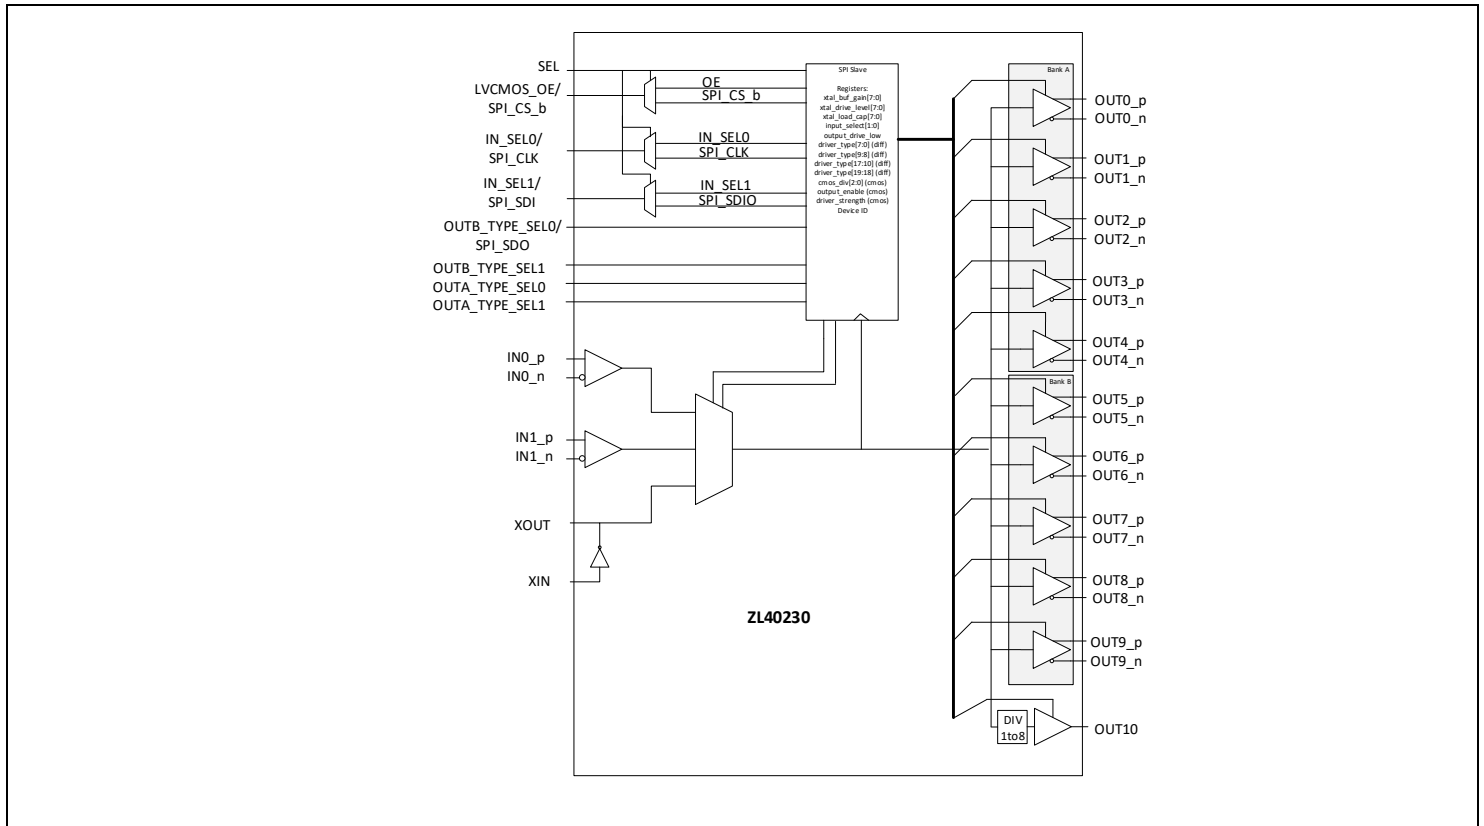 SEL
LVCMOS_OE/
SPI_CS_b
IN_SEL0/
SPI_CLK
IN_SEL1/
SPI_SDI
OUTB_TYPE_SEL0/
SPI_SDO
OUTB_TYPE_SEL1
OUTA_TYPE_SEL0
OUTA_TYPE_SEL1
IN0_p
IN0_n
IN1_p
IN1_n
XOUT
XIN
OE
SPI_CS_b
IN_SEL0
SPI_CLK
IN_SEL1
SPI_SDIO
SPI Slave
Registers:
xtal_buf_gain[7:0]
xtal_drive_level[7:0]
xtal_load_cap[7:0]
input_select[1:0]
output_drive_low
driver_type[7:0] (diff)
driver_type[9:8] (diff)
driver_type[17:10] (diff)
driver_type[19:18] (diff)
cmos_div[2:0] (cmos)
output_enable (cmos)
driver_strength (cmos)
Device ID
ZL40230
Bank A
OUT0_p
OUT0_n
OUT1_p
OUT1_n
OUT2_p
OUT2_n
OUT3_p
OUT3_n
OUT4_p
OUT4_n
Bank B
OUT5_p
OUT5_n
OUT6_p
OUT6_n
OUT7_p
OUT7_n
OUT8_p
OUT8_n
OUT9_p
OUT9_n
DIV
1to8
OUT10